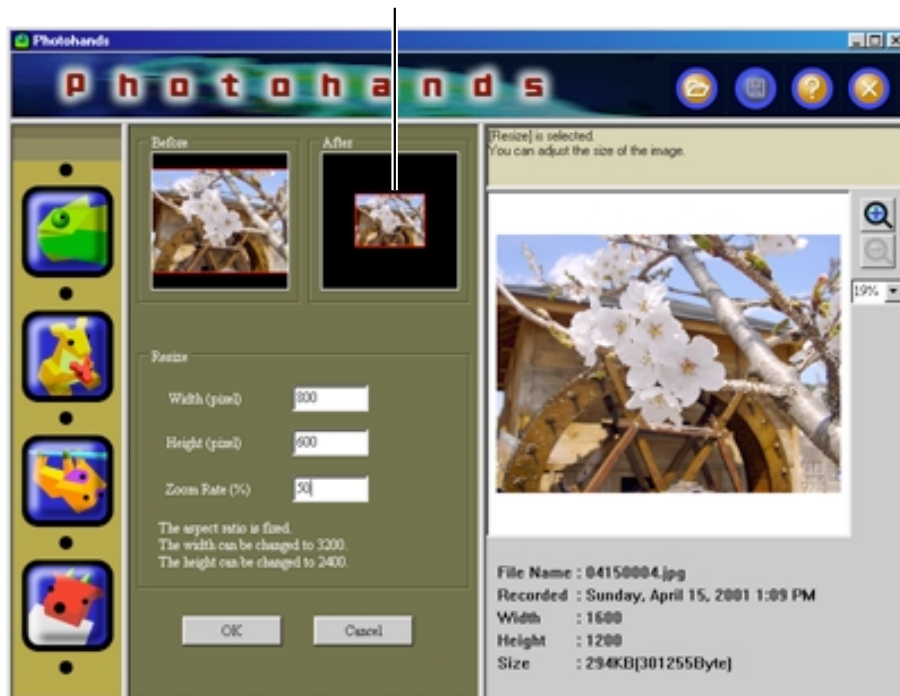 Photohands
Photohands
[Resize] is selected.
You can adjust the size of the image.
Before
After
19%
Resize
Width (pixel) 800
Height (pixel) 600
Zoom Rate (%) 50
The aspect ratio is fixed.
The width can be changed to 3200.
The height can be changed to 2400.
OK
Cancel
File Name : 04150004.jpg
Recorded : Sunday, April 15, 2001 1:09 PM
Width : 1600
Height : 1200
Size : 294KB[301255Byte]